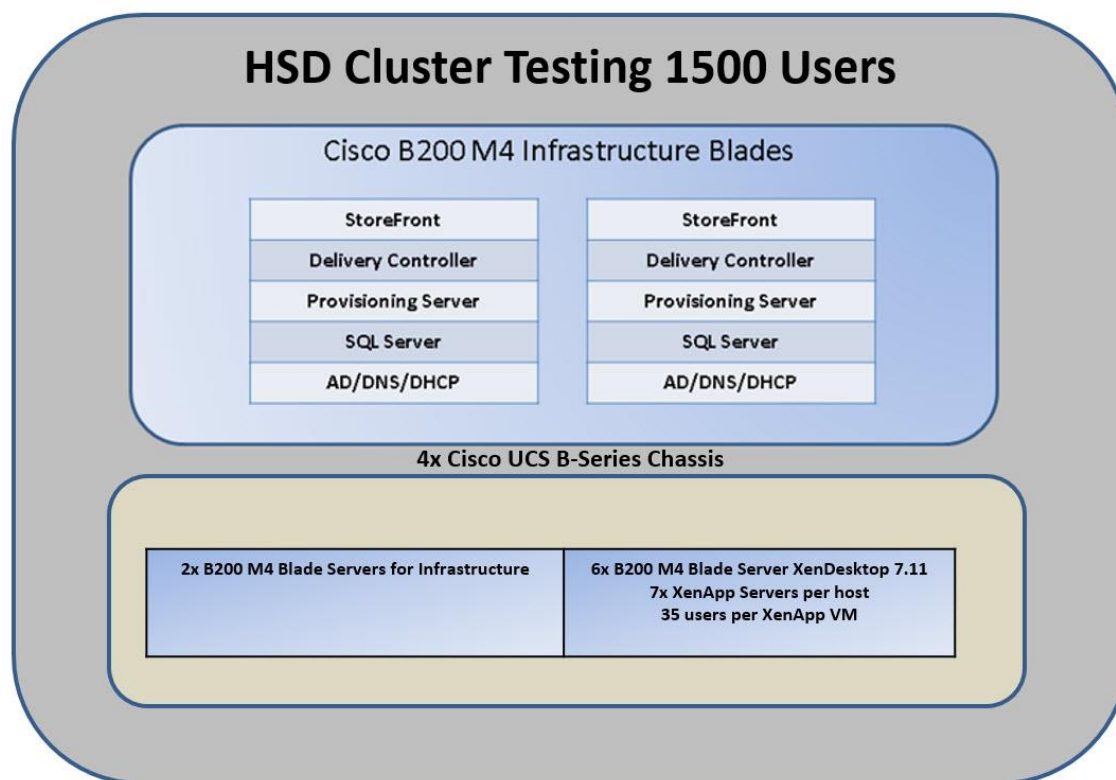 HSD Cluster Testing 1500 Users
Cisco B200 M4 Infrastructure Blades
StoreFront
Delivery Controller
Provisioning Server
SQL Server
AD/DNS/DHCP
StoreFront
Delivery Controller
Provisioning Server
SQL Server
AD/DNS/DHCP
4x Cisco UCS B-Series Chassis
2x B200 M4 Blade Servers for Infrastructure
6x B200 M4 Blade Server XenDesktop 7.11
7x XenApp Servers per host
35 users per XenApp VM